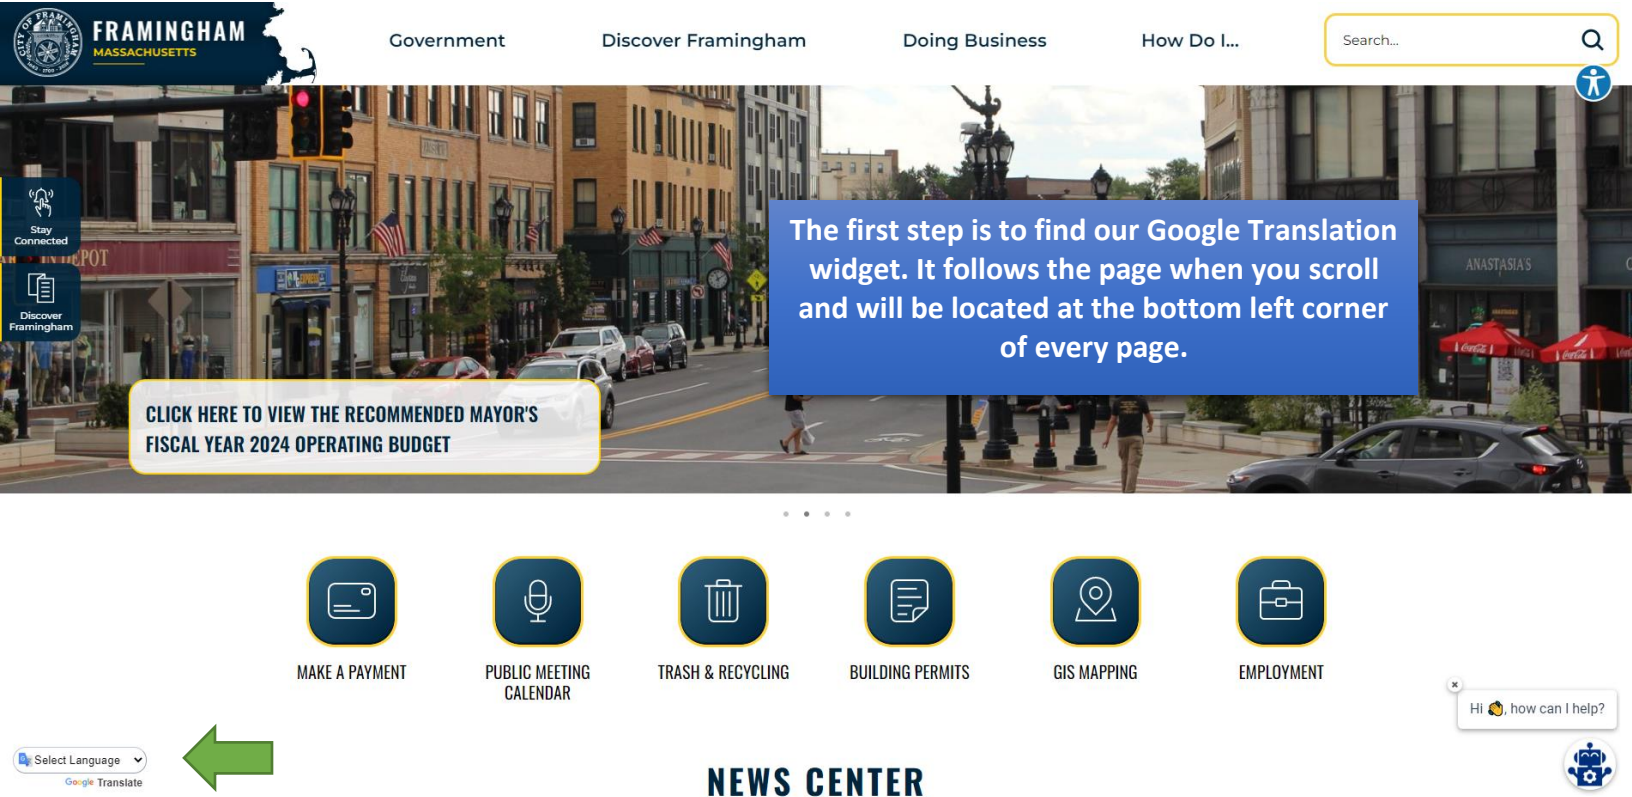 FRAMINGHAM
MASSACHUSETTS
Government
Discover Framingham
Doing Business
How Do I...
Search...
Stay
Connected
Discover
Framingham
DEPOT
ANASTASIA'S
The first step is to find our Google Translation
widget. It follows the page when you scroll
and will be located at the bottom left corner
of every page.
CLICK HERE TO VIEW THE RECOMMENDED MAYOR'S
FISCAL YEAR 2024 OPERATING BUDGET
MAKE A PAYMENT
PUBLIC MEETING
CALENDAR
TRASH & RECYCLING
BUILDING PERMITS
GIS MAPPING
EMPLOYMENT
Hi 👏, how can I help?
Select Language
Google Translate
NEWS CENTER